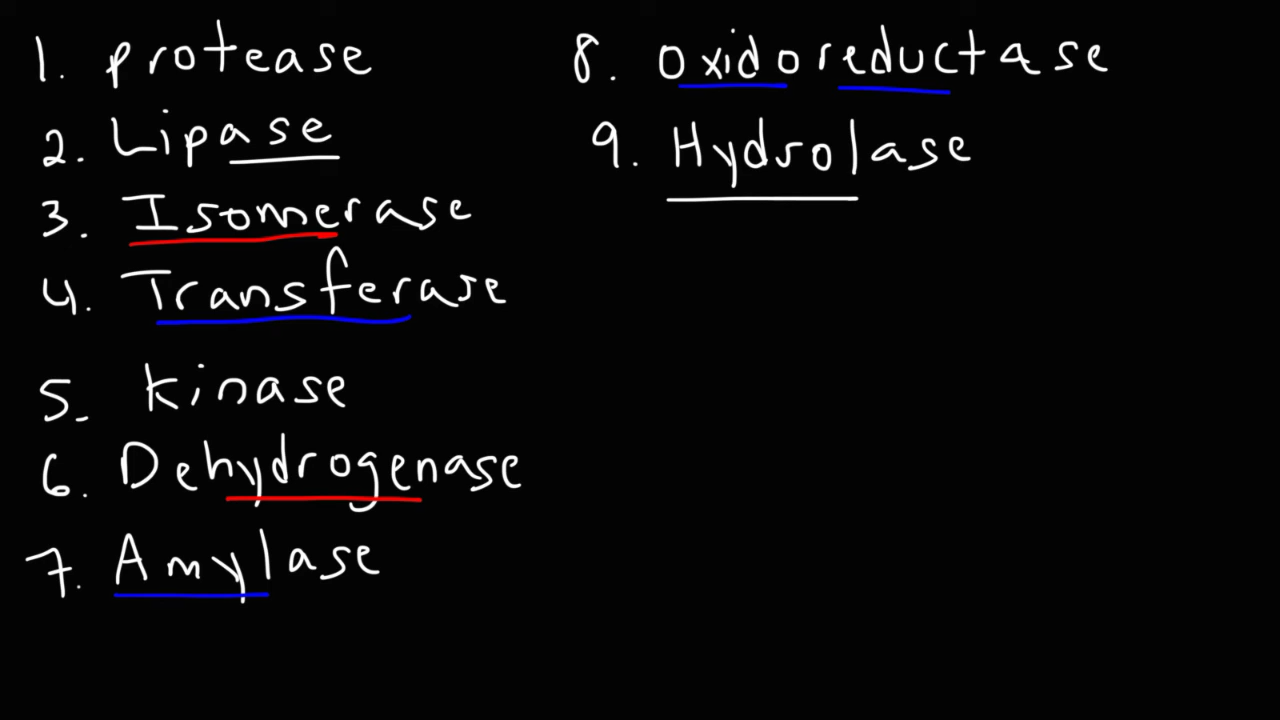 1. protease
2. Lipase
3. Isomerase
4. Transferase
5. kinase
6. Dehydrogenase
7. Amylase
8. Oxidoreductase
9. Hydrolase